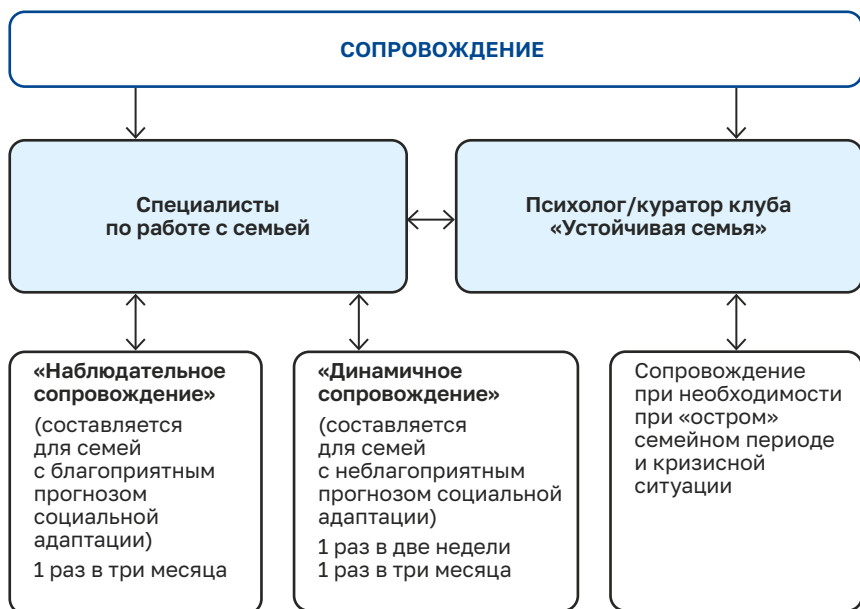 СОПРОВОЖДЕНИЕ
Специалисты
по работе с семьей
Психолог/куратор клуба
«Устойчивая семья»
«Наблюдательное
сопровождение»
(составляется
для семей
с благоприятным
прогнозом
социальной
адаптации)
1 раз в три месяца
«Динамичное
сопровождение»
(составляется
для семей
с неблагоприятным
прогнозом социальной
адаптации)
1 раз в две недели
1 раз в три месяца
Сопровождение
при необходимости
при «остром»
семейном периоде
и кризисной
ситуации